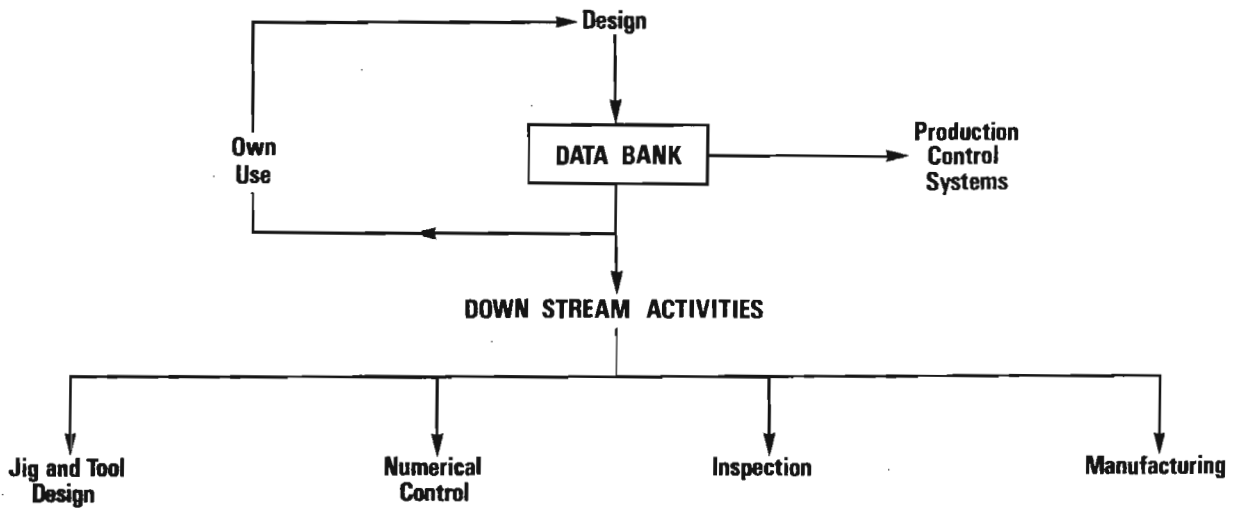 Design
DATA BANK
Production
Control
Systems
Own
Use
DOWN STREAM ACTIVITIES
Jig and Tool
Design
Numerical
Control
Inspection
Manufacturing